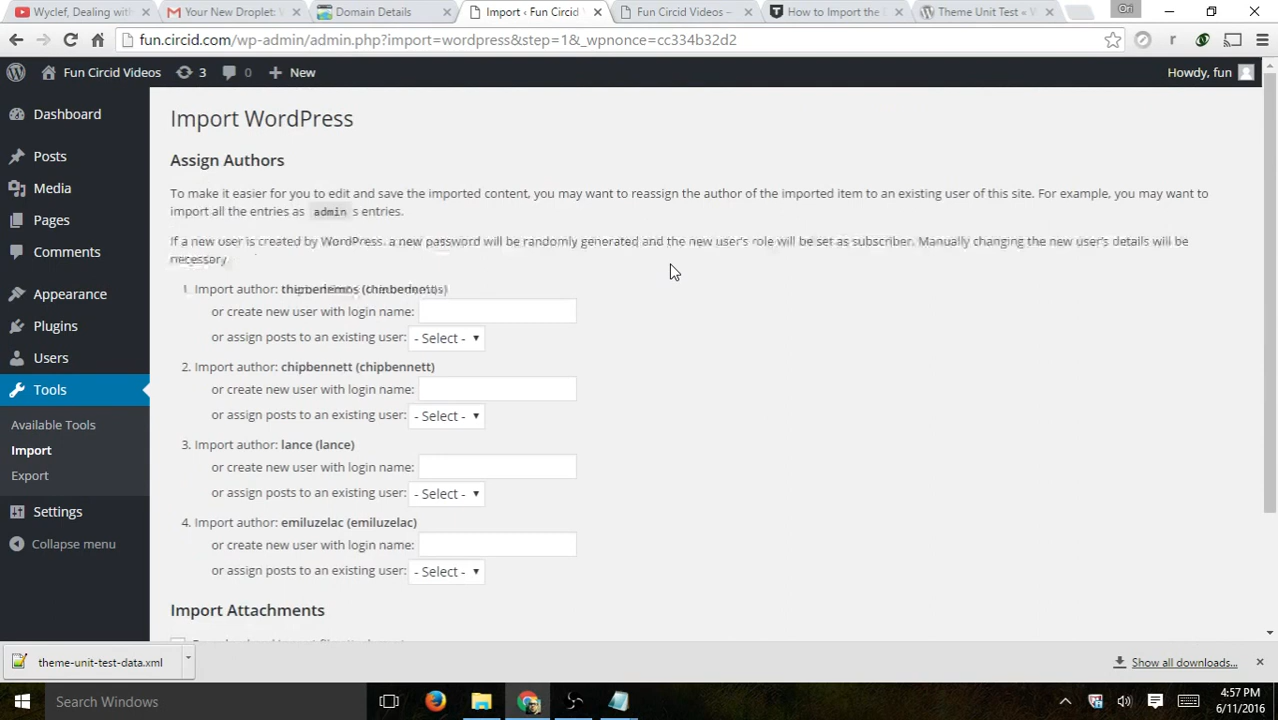 Wyclef, Dealing with
Your New Droplet:
Domain Details
Import ‹ Fun Circid
Fun Circid Videos –
How to Import the
Theme Unit Test «
Ori
fun.circid.com/wp-admin/admin.php?import=wordpress&step=1&_wpnonce=cc334b32d2
Fun Circid Videos
3
0
New
Howdy, fun
Dashboard
Posts
Media
Pages
Comments
Appearance
Plugins
Users
Tools
Available Tools
Import
Export
Settings
Collapse menu
Import WordPress
Assign Authors
To make it easier for you to edit and save the imported content, you may want to reassign the author of the imported item to an existing user of this site. For example, you may want to
import all the entries as admin s entries.
If a new user is created by WordPress, a new password will be randomly generated and the new user's role will be set as subscriber. Manually changing the new user's details will be
necessary
1. Import author:
or create new user with login name:
or assign posts to an existing user: - Select -
2. Import author: chipbennett (chipbennett)
or create new user with login name:
or assign posts to an existing user: - Select -
3. Import author: lance (lance)
or create new user with login name:
or assign posts to an existing user: - Select -
4. Import author: emiluzelac (emiluzelac)
or create new user with login name:
or assign posts to an existing user: - Select -
Import Attachments
theme-unit-test-data.xml
Show all downloads...
Search Windows
4:57 PM
6/11/2016